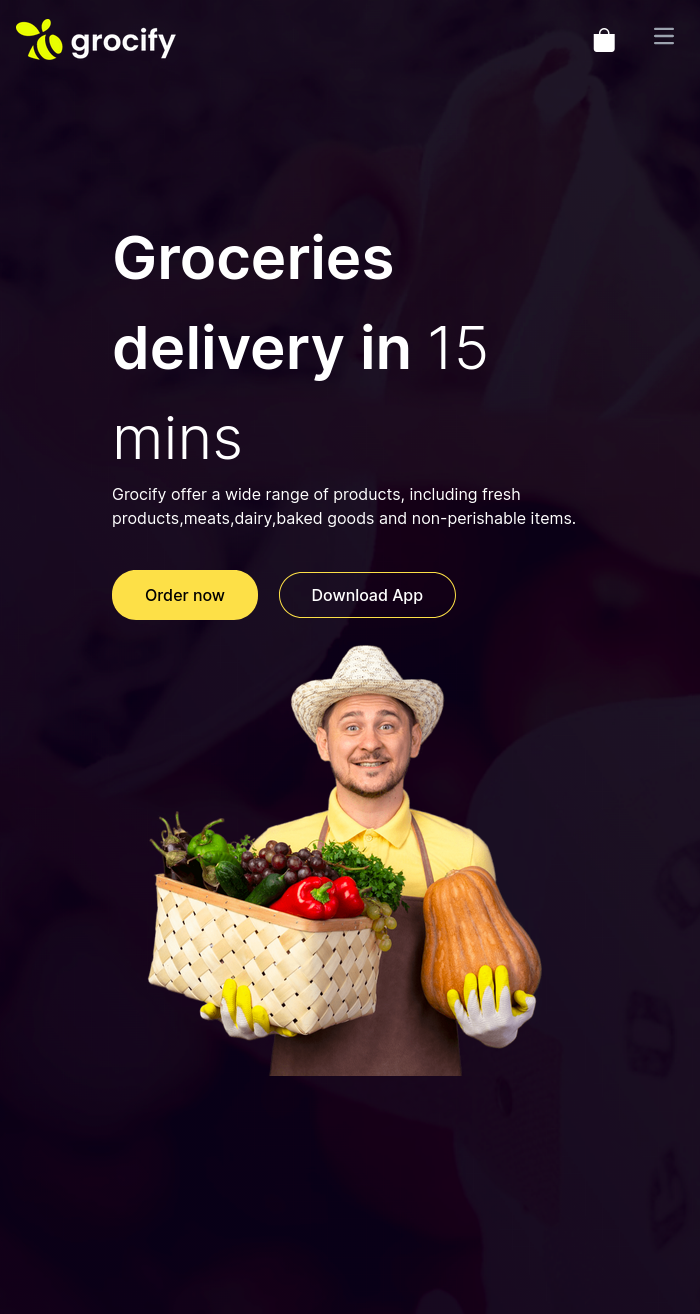 grocify
Groceries
delivery in 15
mins
Grocify offer a wide range of products, including fresh
products,meats,dairy,baked goods and non-perishable items.
Order now
Download App